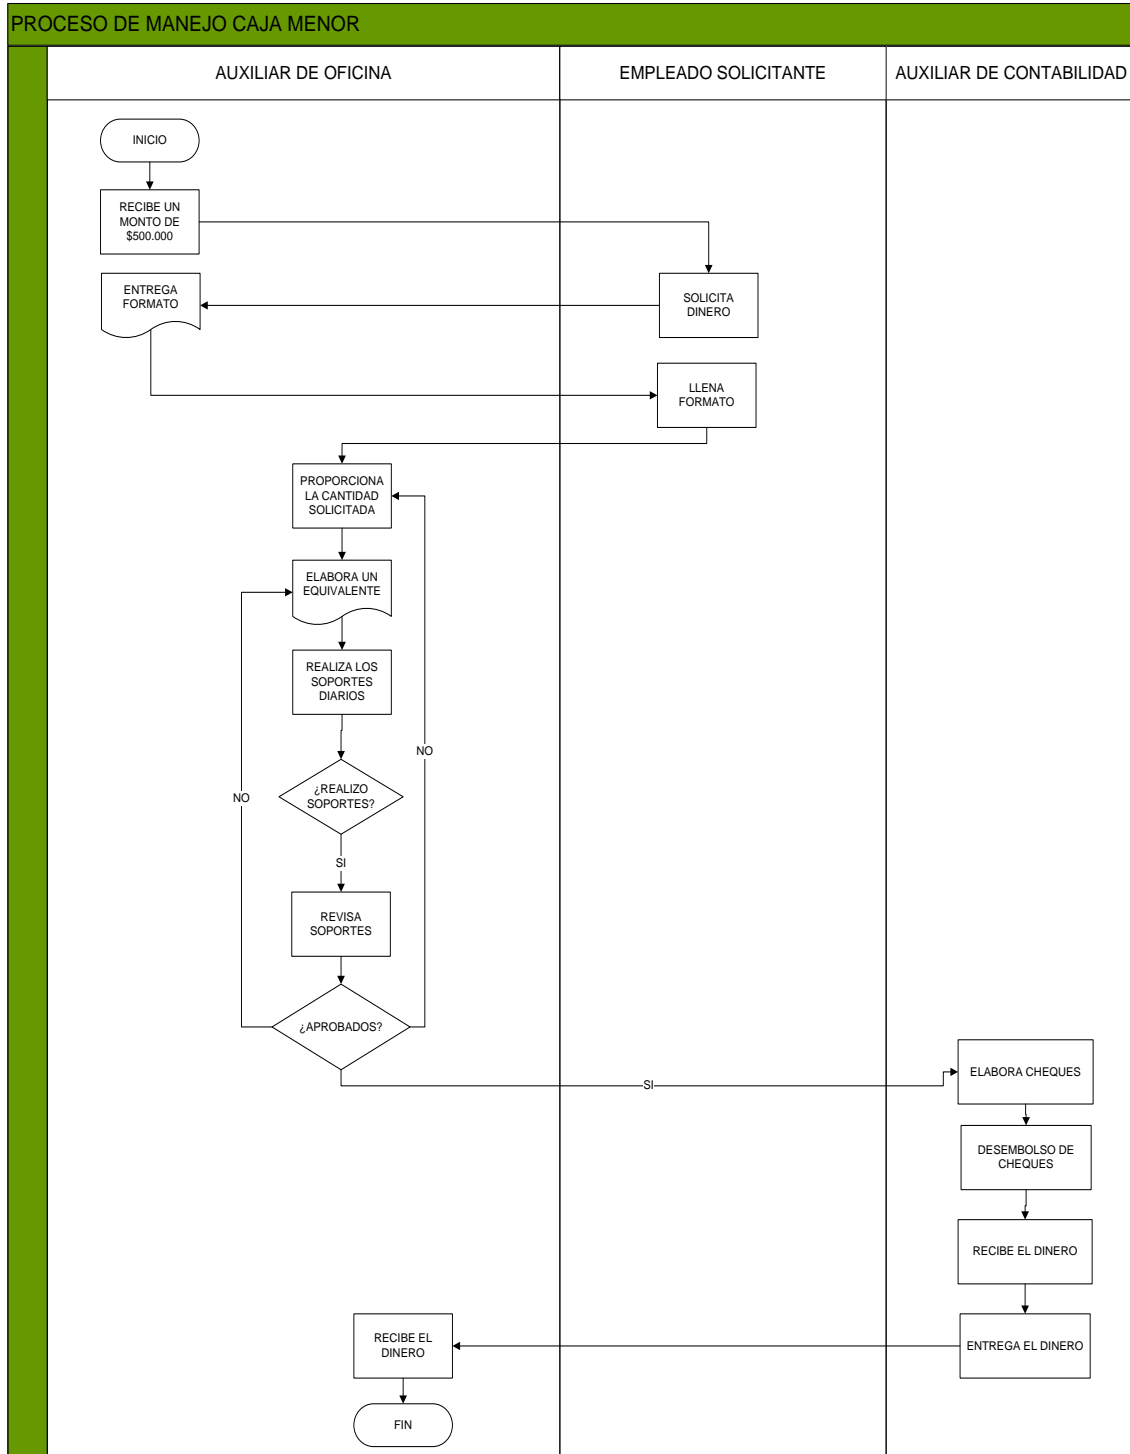 PROCESO DE MANEJO CAJA MENOR
AUXILIAR DE OFICINA
EMPLEADO SOLICITANTE
AUXILIAR DE CONTABILIDAD
INICIO
RECIBE UN
MONTO DE
$500.000
ENTREGA
FORMATO
SOLICITA
DINERO
LLENA
FORMATO
PROPORCIONA
LA CANTIDAD
SOLICITADA
ELABORA UN
EQUIVALENTE
REALIZA LOS
SOPORTES
DIARIOS
NO
¿REALIZO
SOPORTES?
NO
SI
REVISA
SOPORTES
¿APROBADOS?
SI
ELABORA CHEQUES
DESEMBOLSO DE
CHEQUES
RECIBE EL DINERO
ENTREGA EL DINERO
RECIBE EL
DINERO
FIN